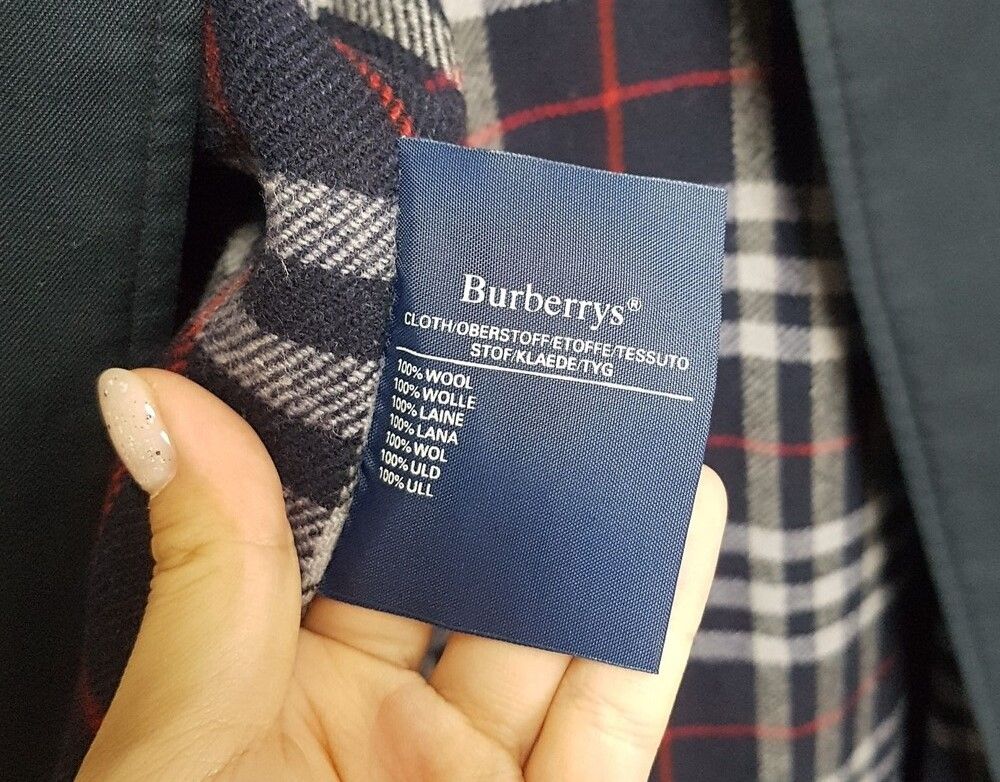 Burberrys®
CLOTH/OBERSTOFF/ETOFFE/TESSUTO
STOF/KLAEDE/TYG
100% WOOL
100% WOLLE
100% LAINE
100% LANA
100% WOL
100% ULD
100% ULL